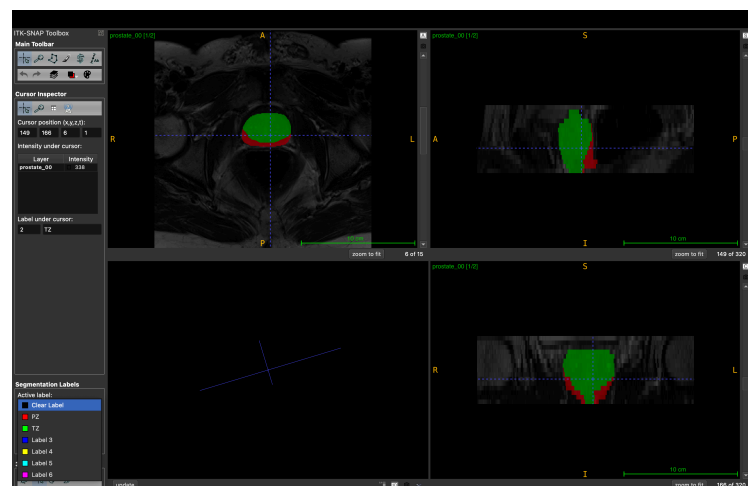 ITK-SNAP Toolbox
Main Toolbar
Cursor Inspector
Cursor position (x,y,z,t):
149 166 6 1
Intensity under cursor:
Layer Intensity
prostate_00 338
Label under cursor:
2 TZ
Segmentation Labels
Active label:
Clear Label
PZ
TZ
Label 3
Label 4
Label 5
Label 6
prostate_00 [1/2]
A
A
R
L
P
10 cm
zoom to fit 6 of 15
prostate_00 [1/2]
S
S
A
P
I
10 cm
zoom to fit 149 of 320
update
prostate_00 [1/2]
S
C
R
L
I
10 cm
zoom to fit 166 of 320